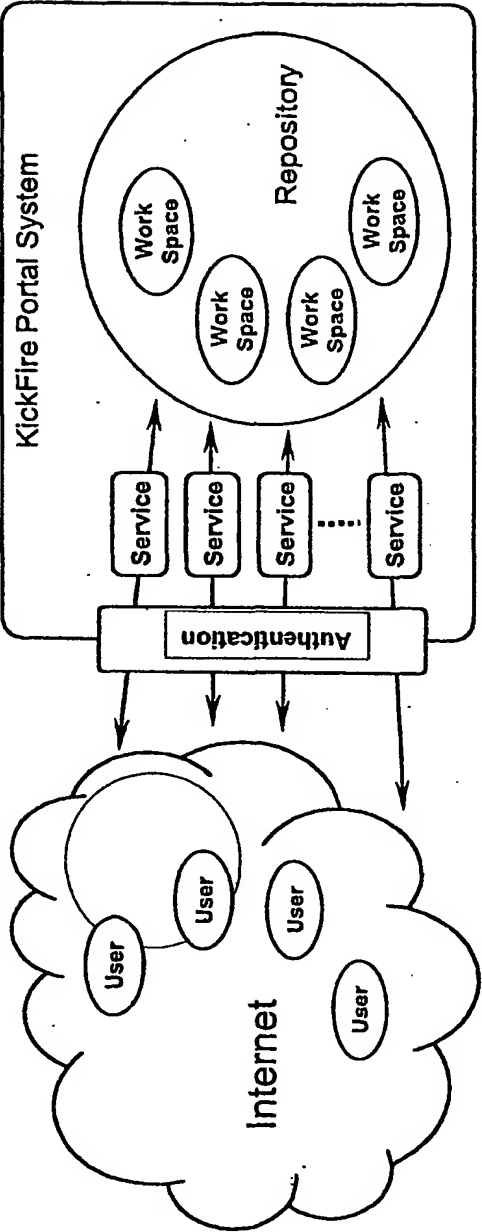 KickFire Portal System
Work
Space
Work
Space
Work
Space
Work
Space
Repository
Service
Service
Service
Service
Authentication
User
User
User
User
Internet